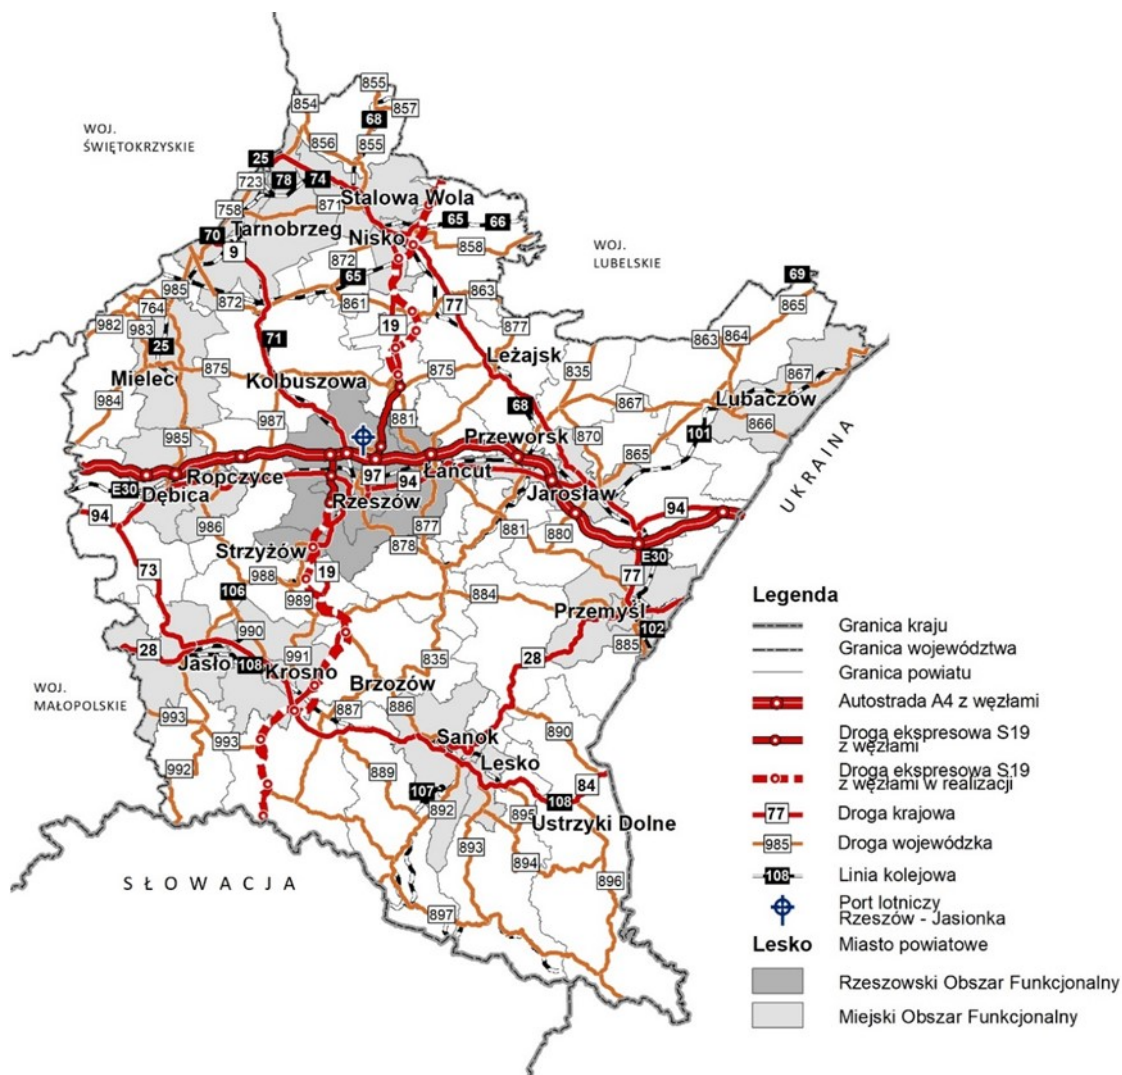 855
854
857
68
WOJ.
ŚWIĘTOKRZYSKIE
856
855
25
723
78
74
Stalowa Wola
758
871
65
66
Tarnobrzeg
70
Nisko
9
872
858
WOJ.
LUBELSKIE
65
69
985
863
764
872
861
77
865
982
983
19
877
863
864
25
71
Leżajsk
875
875
835
867
Mielec
Kolbuszowa
867
Lubaczów
984
68
987
881
866
985
Przeworsk
870
101
UKRAINA
865
Ropczyce
97
Łańcut
E30
94
Dębica
Rzeszów
Jarosław
94
94
986
877
881
880
878
Strzyżów
E30
73
988
19
77
106
989
884
Przemyśl
990
102
28
885
Jasło
108
991
835
28
Krosno
WOJ.
MAŁOPOLSKIE
Brzozów
993
887
886
890
993
Sanok
992
889
Lesko
84
107
108
892
895
Ustrzyki Dolne
893
894
896
SŁOWACJA
897
Legenda
Granica kraju
Granica województwa
Granica powiatu
Autostrada A4 z węzłami
Droga ekspresowa S19
z węzłami
Droga ekspresowa S19
z węzłami w realizacji
77 Droga krajowa
985 Droga wojewódzka
108 Linia kolejowa
Port lotniczy
Rzeszów - Jasionka
Lesko Miasto powiatowe
Rzeszowski Obszar Funkcjonalny
Miejski Obszar Funkcjonalny